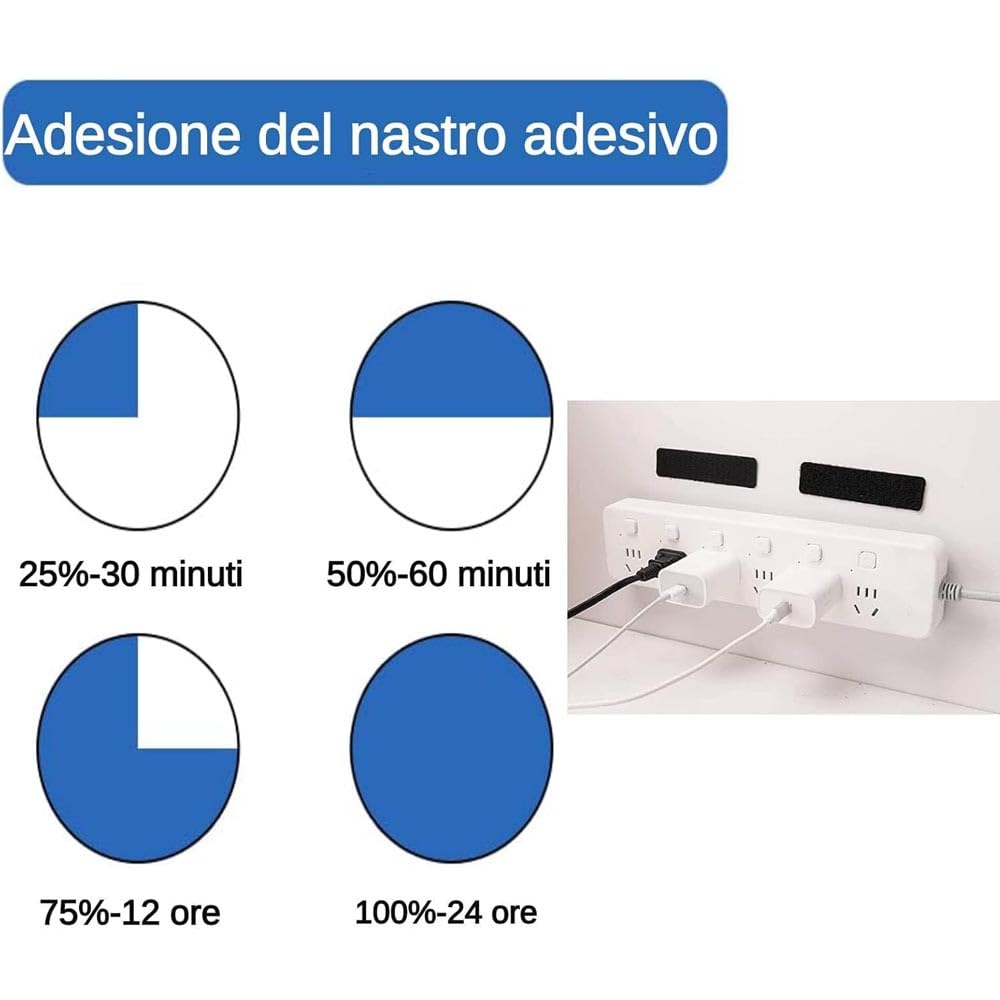 Adesione del nastro adesivo
25%-30 minuti
50%-60 minuti
75%-12 ore
100%-24 ore